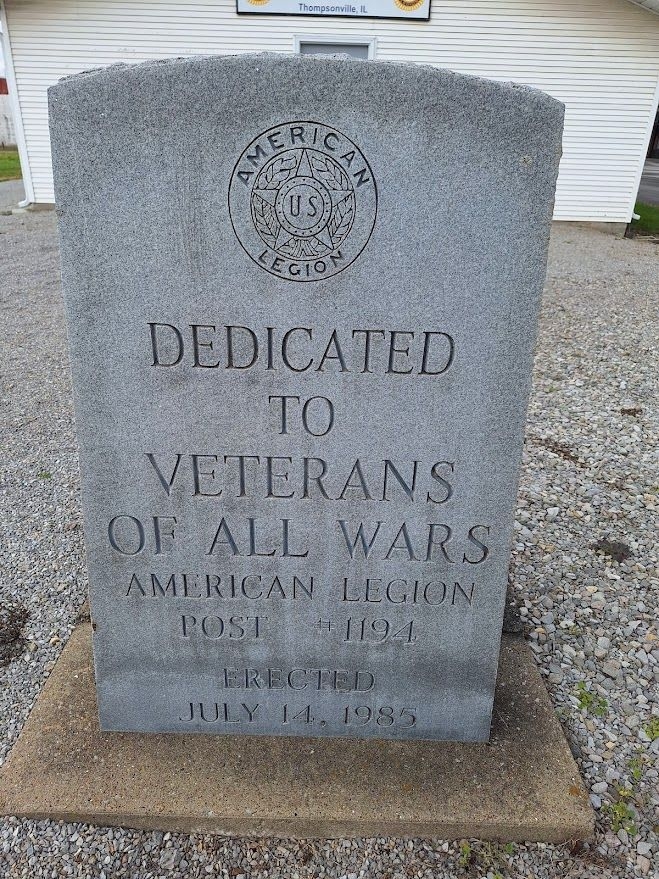 Thompsonville, IL
AMERICAN
US
LEGION
DEDICATED
TO
VETERANS
OF ALL WARS
AMERICAN LEGION
POST #1194
ERECTED
JULY 14, 1985